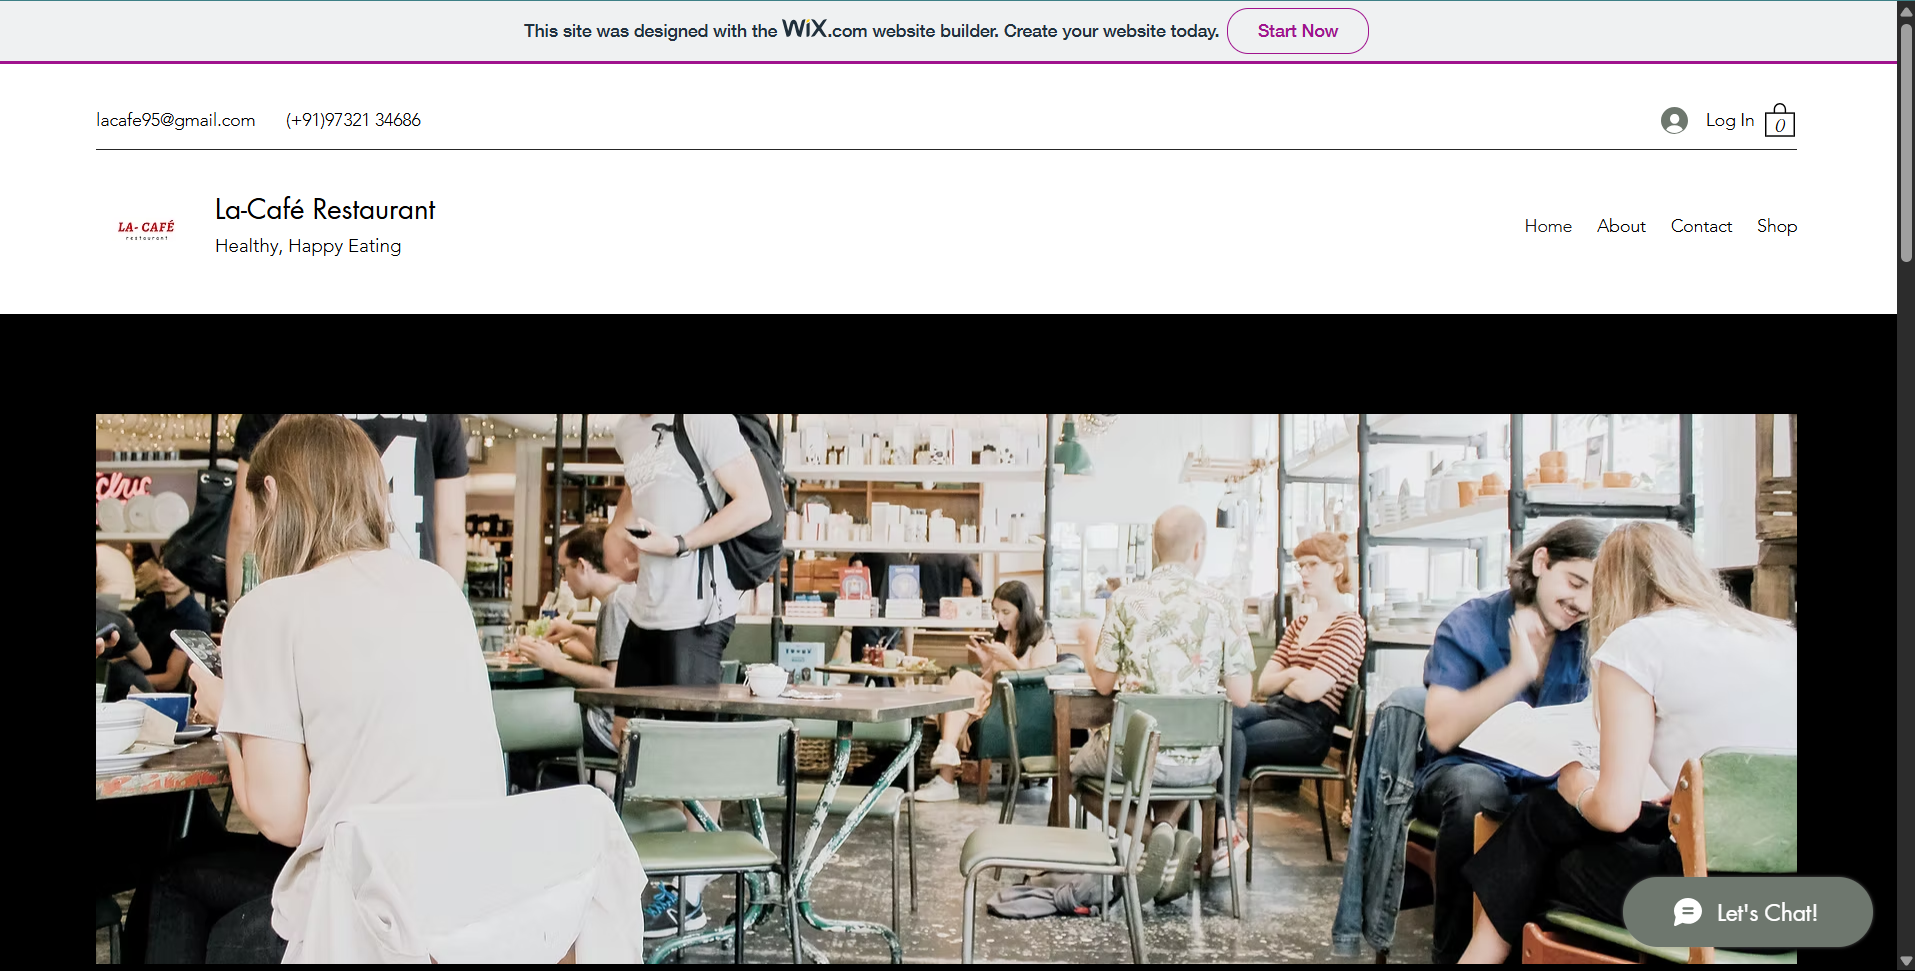 This site was designed with the WiX.com website builder. Create your website today. Start Now
lacafe95@gmail.com (+91)97321 34686
Log In 0
La-Café Restaurant
LA- CAFÉ
restaurant
Healthy, Happy Eating
Home About Contact Shop
4
Let's Chat!